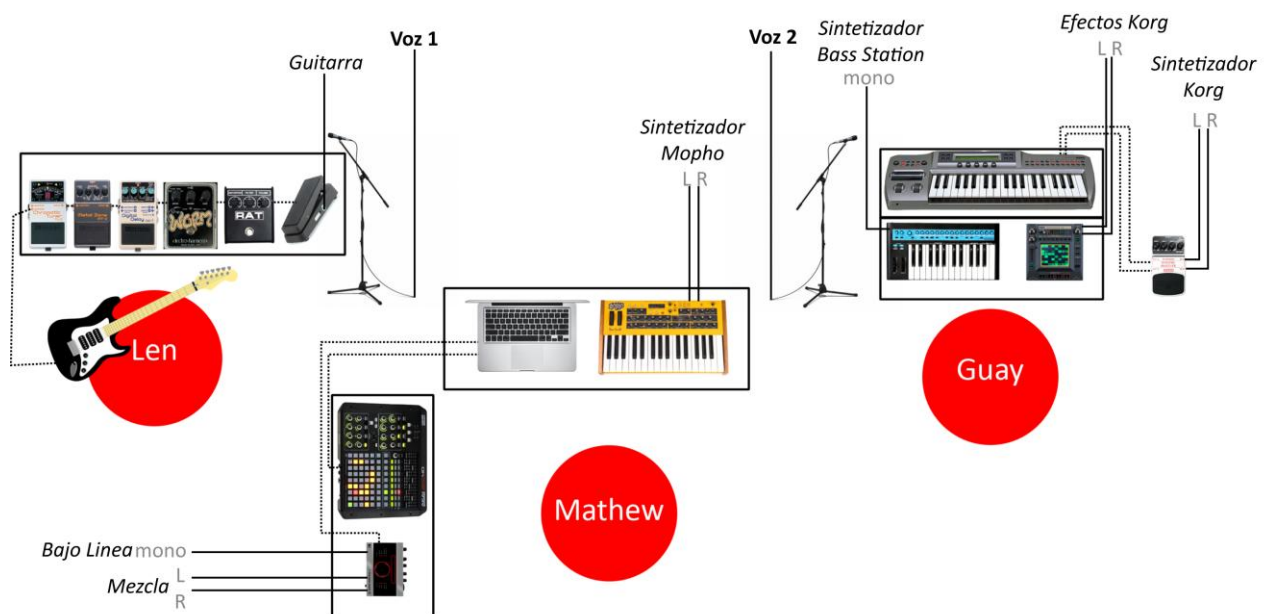 Voz 1
Guitarra
Voz 2
Sintetizador
Bass Station
mono
Efectos Korg
L R
Sintetizador
Korg
L R
Sintetizador
Mopho
L R
RAT
Len
Guay
Mathew
Bajo Linea mono
Mezcla L
R